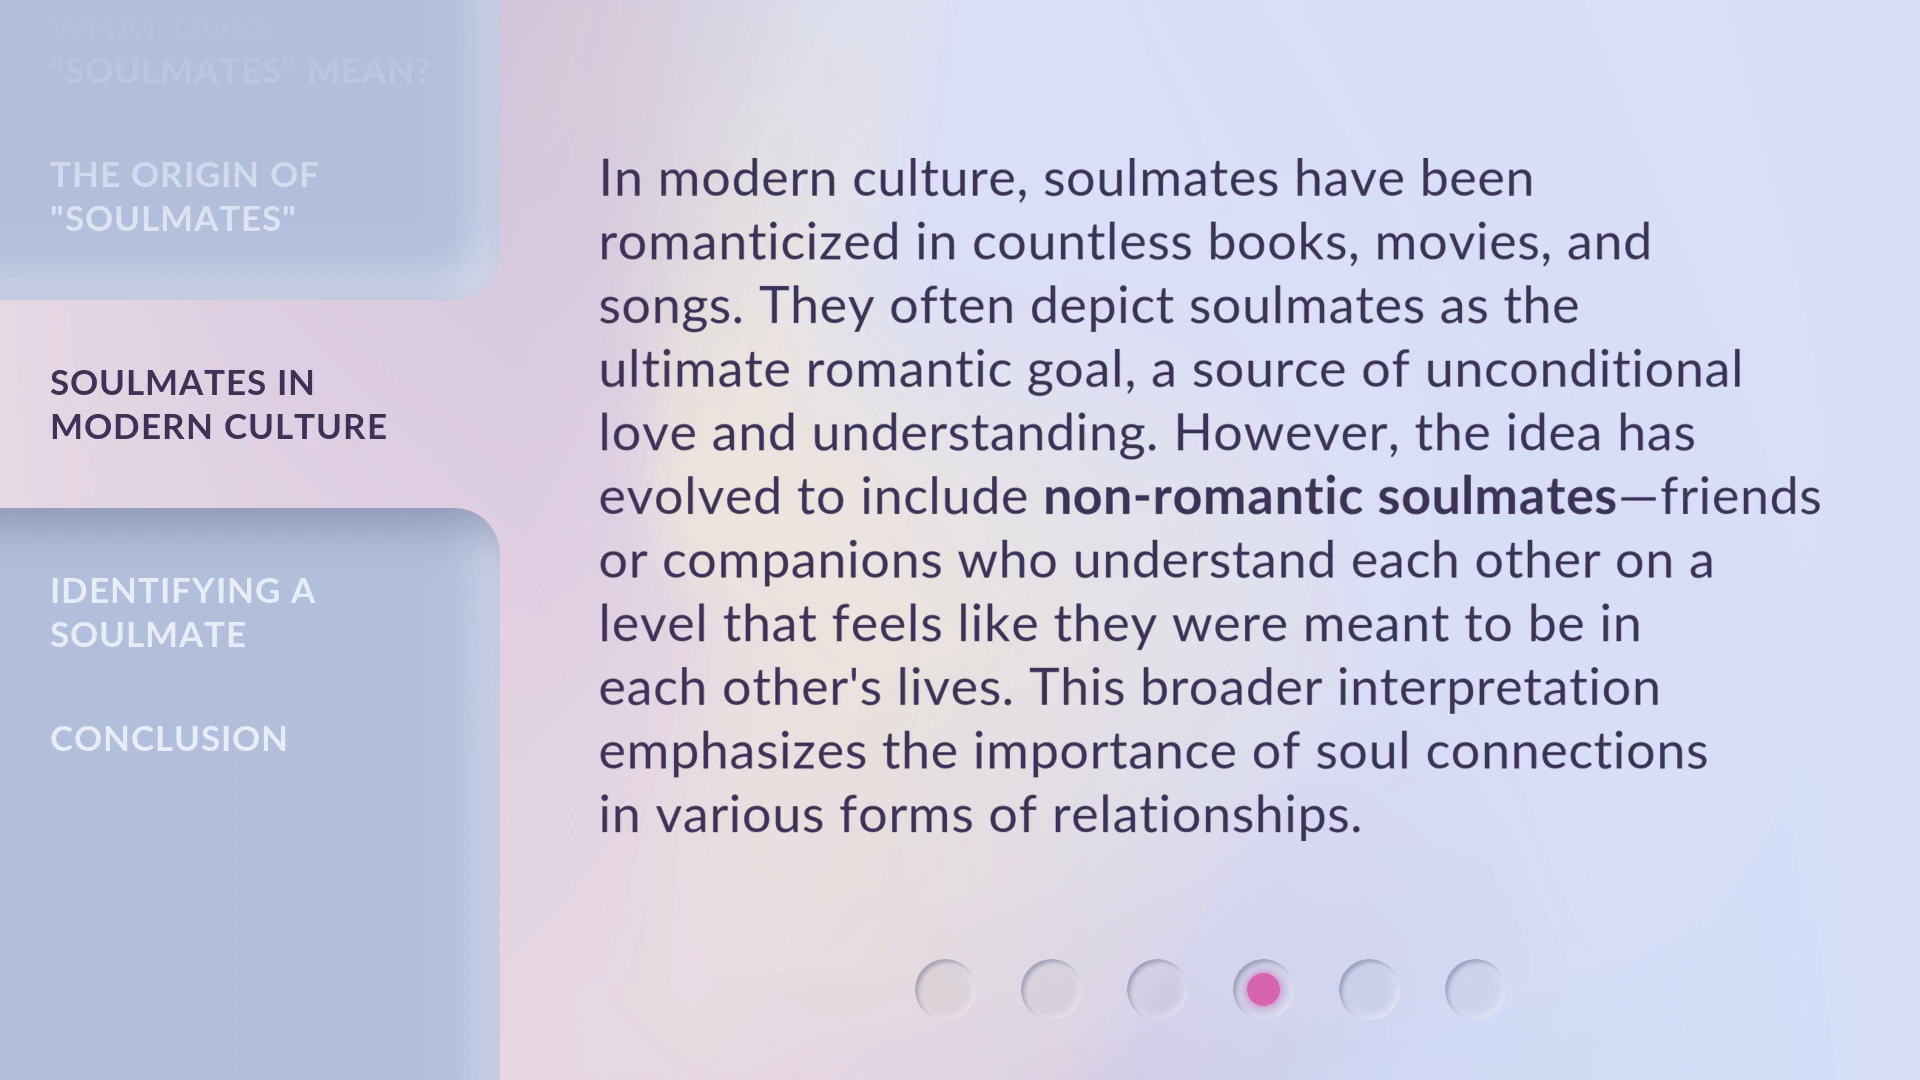 WHAT DOES
"SOULMATES" MEAN?
THE ORIGIN OF
"SOULMATES"
SOULMATES IN
MODERN CULTURE
IDENTIFYING A
SOULMATE
CONCLUSION
In modern culture, soulmates have been
romanticized in countless books, movies, and
songs. They often depict soulmates as the
ultimate romantic goal, a source of unconditional
love and understanding. However, the idea has
evolved to include non-romantic soulmates—friends
or companions who understand each other on a
level that feels like they were meant to be in
each other's lives. This broader interpretation
emphasizes the importance of soul connections
in various forms of relationships.